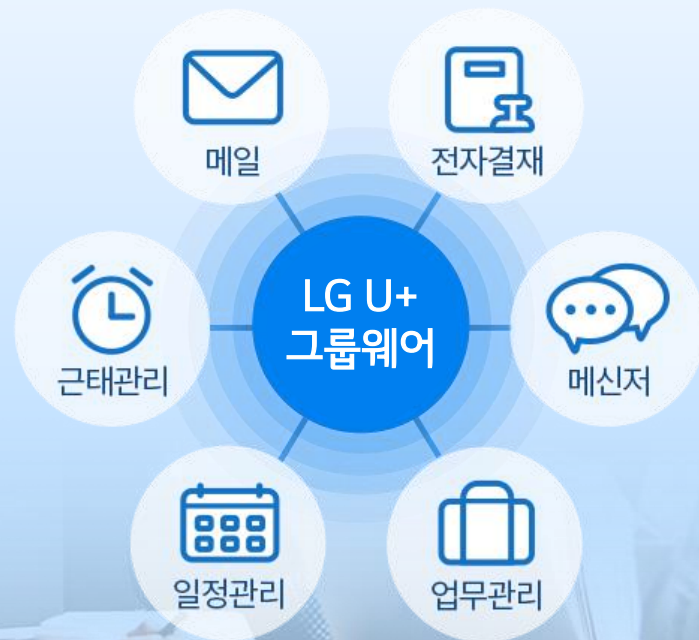 메일
전자결재
LG U+
그룹웨어
근태관리
메신저
일정관리
업무관리